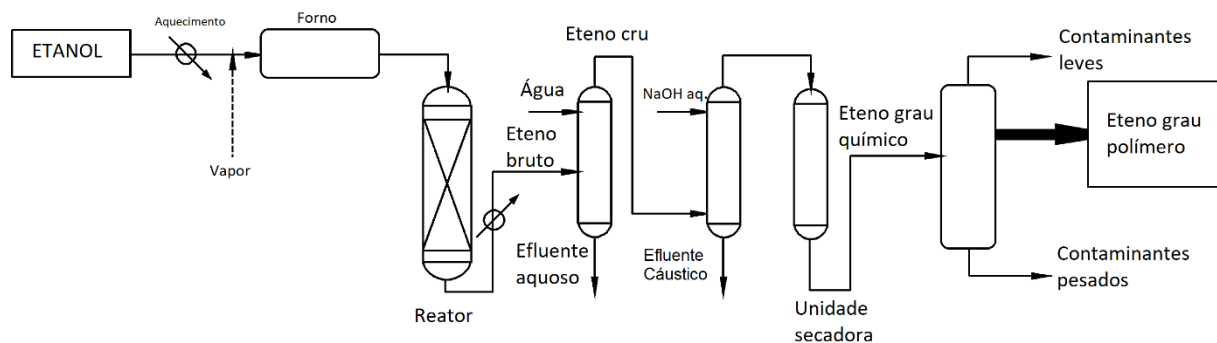 ETANOL
Aquecimento
Vapor
Forno
Reator
Água
Eteno
bruto
Eteno cru
Efluente
aquoso
NaOH aq.
Efluente
Cáustico
Unidade
secadora
Eteno grau
químico
Contaminantes
leves
Eteno grau
polímero
Contaminantes
pesados